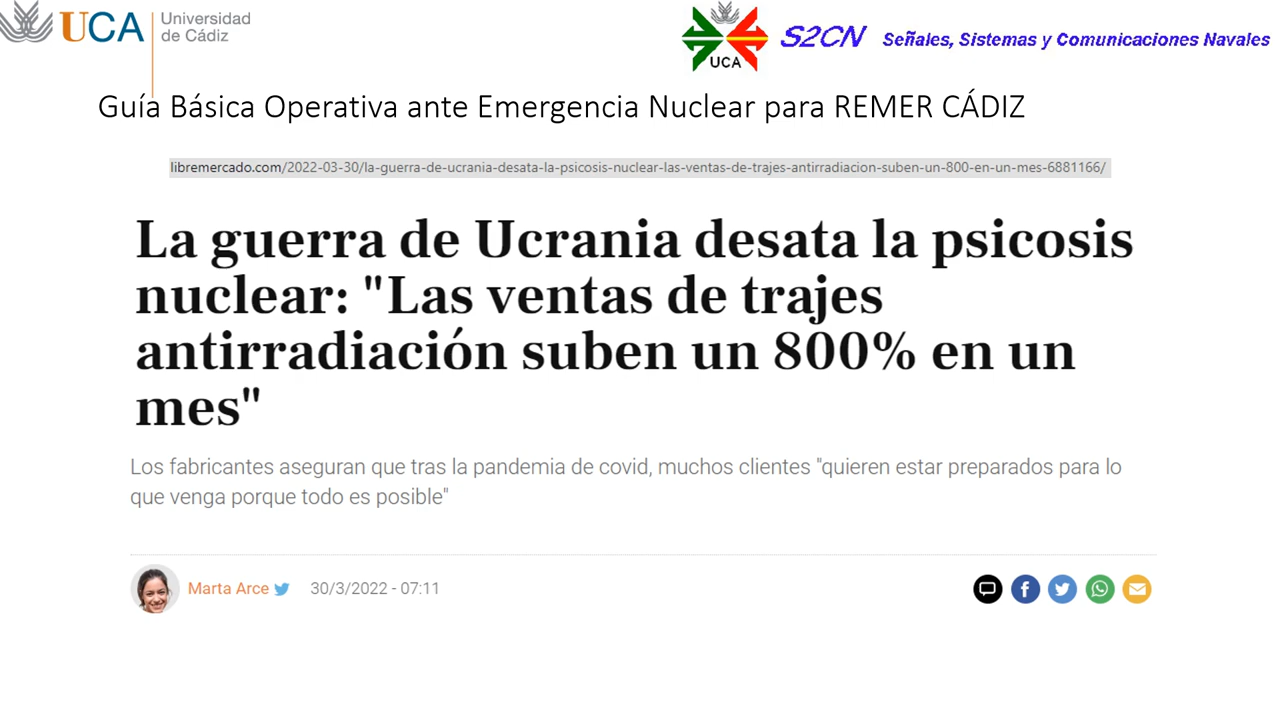 UCA
Universidad
de Cádiz
UCA
S2CN
Señales, Sistemas y Comunicaciones Navales
Guía Básica Operativa ante Emergencia Nuclear para REMER CÁDIZ
libremercado.com/2022-03-30/la-guerra-de-ucrania-desata-la-psicosis-nuclear-las-ventas-de-trajes-antirradiacion-suben-un-800-en-un-mes-6881166/
La guerra de Ucrania desata la psicosis
nuclear: "Las ventas de trajes
antirradiación suben un 800% en un
mes"
Los fabricantes aseguran que tras la pandemia de covid, muchos clientes "quieren estar preparados para lo
que venga porque todo es posible"
Marta Arce
30/3/2022 - 07:11